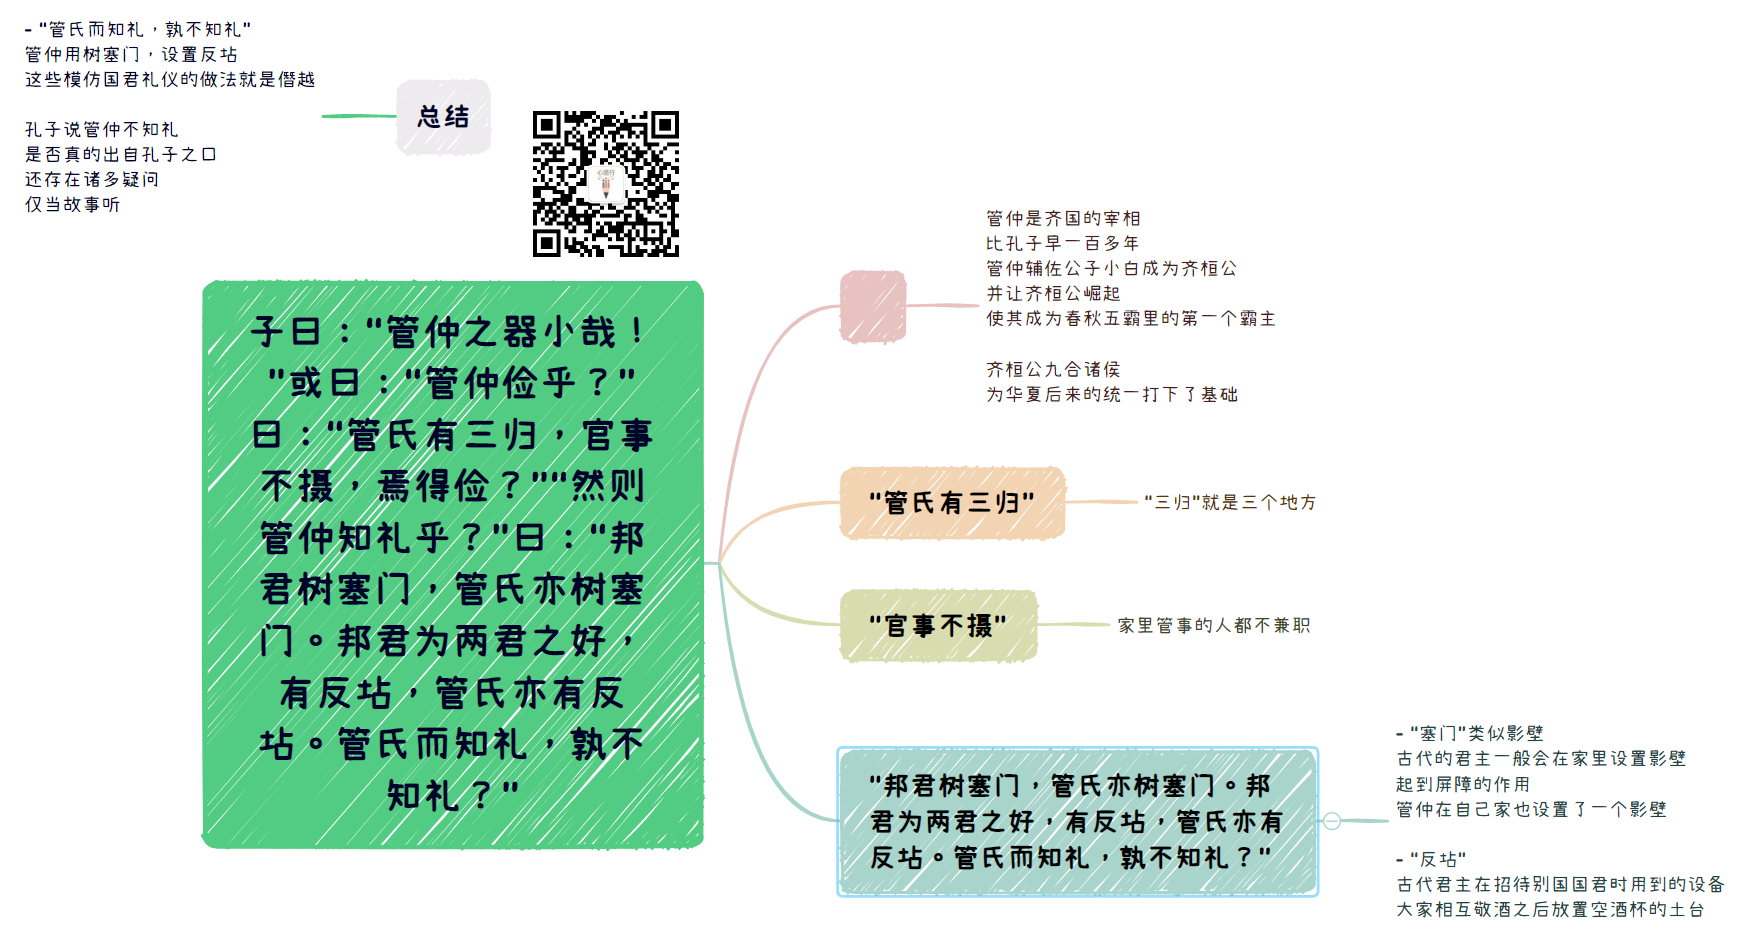 - "管氏而知礼，孰不知礼"
管仲用树塞门，设置反坫
这些模仿国君礼仪的做法就是僭越
孔子说管仲不知礼
是否真的出自孔子之口
还存在诸多疑问
仅当故事听
总结
子曰："管仲之器小哉！
"或曰："管仲俭乎？"
曰："管氏有三归，官事
不摄，焉得俭？""然则
管仲知礼乎？"曰："邦
君树塞门，管氏亦树塞
门。邦君为两君之好，
有反坫，管氏亦有反
坫。管氏而知礼，孰不
知礼？"
管仲是齐国的宰相
比孔子早一百多年
管仲辅佐公子小白成为齐桓公
并让齐桓公崛起
使其成为春秋五霸里的第一个霸主
齐桓公九合诸侯
为华夏后来的统一打下了基础
"管氏有三归"
"三归"就是三个地方
"官事不摄"
家里管事的人都不兼职
"邦君树塞门，管氏亦树塞门。邦
君为两君之好，有反坫，管氏亦有
反坫。管氏而知礼，孰不知礼？"
- "塞门"类似影壁
古代的君主一般会在家里设置影壁
起到屏障的作用
管仲在自己家也设置了一个影壁
- "反坫"
古代君主在招待别国国君时用到的设备
大家相互敬酒之后放置空酒杯的土台